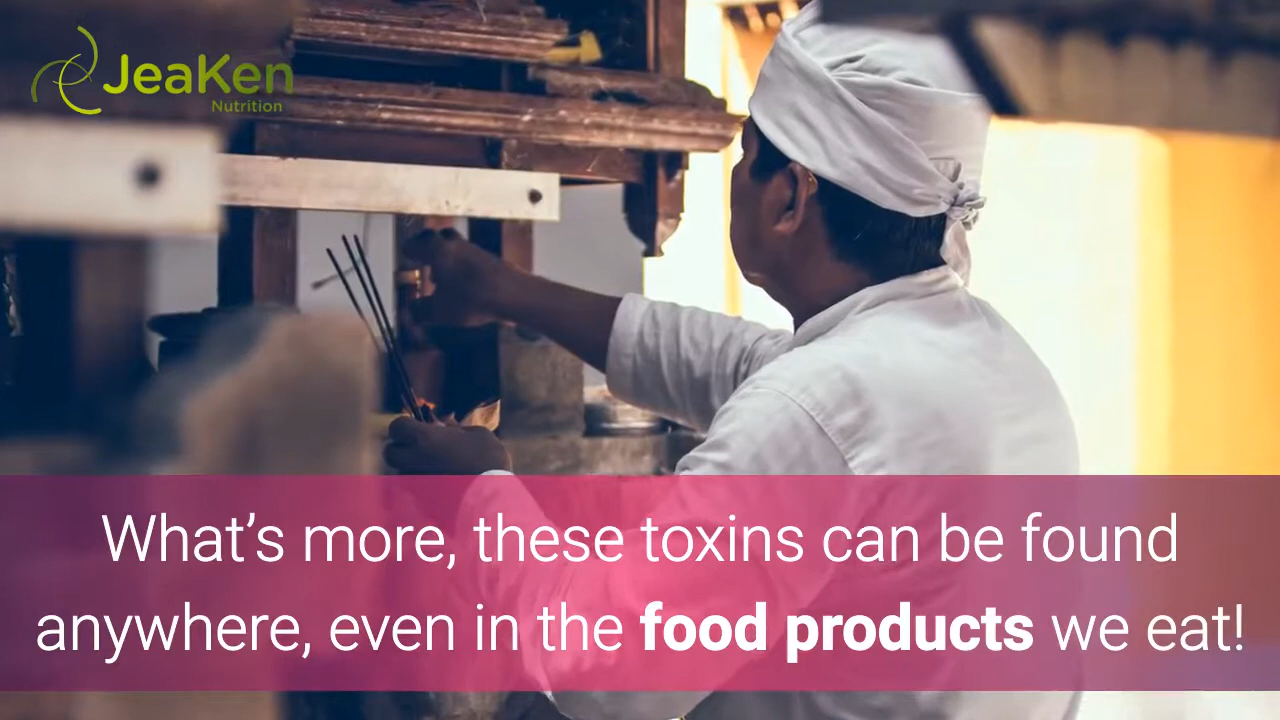 JeaKen
Nutrition
What’s more, these toxins can be found
anywhere, even in the food products we eat!